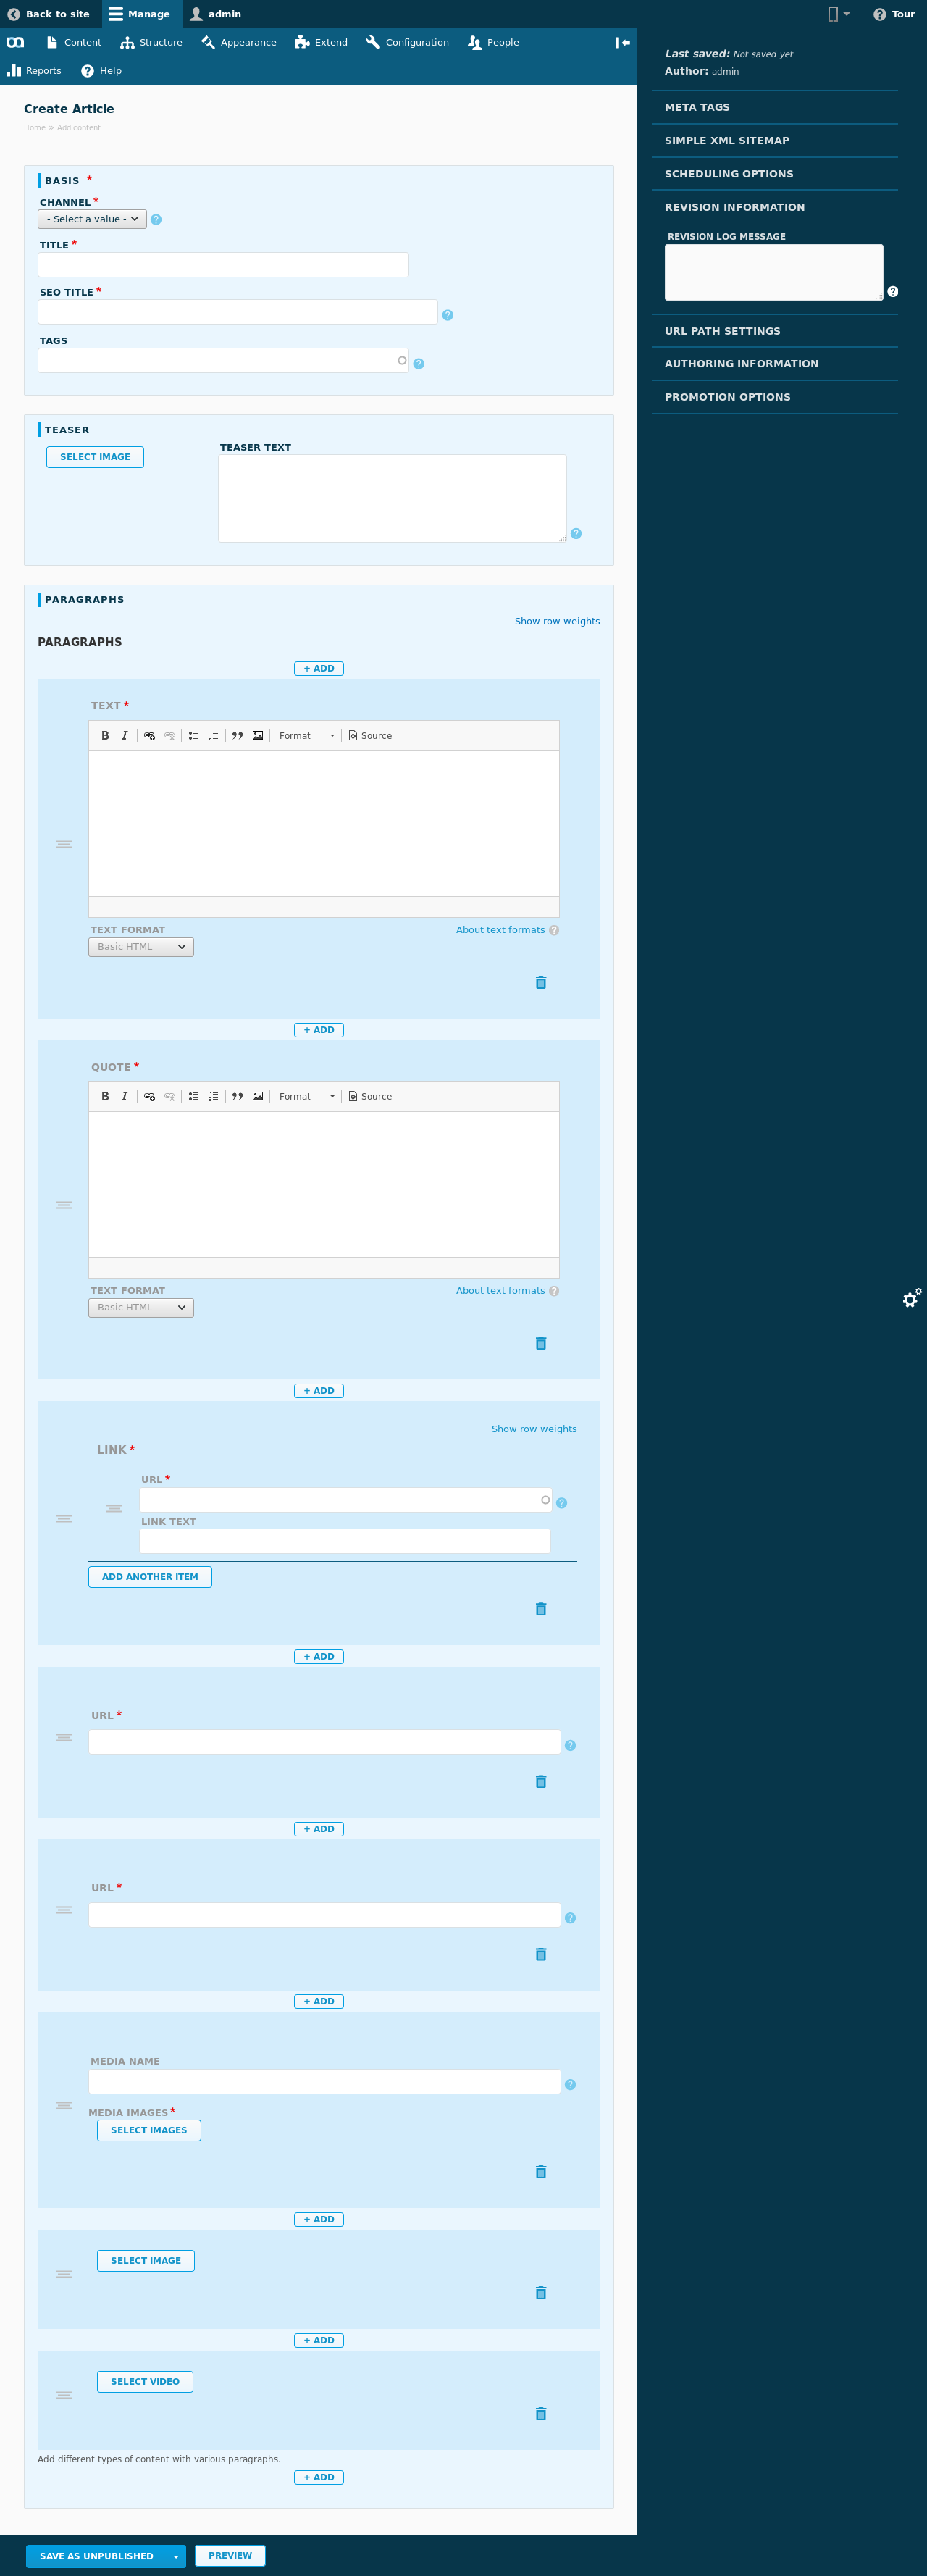 Back to site Manage admin Tour
Content Structure Appearance Extend Configuration People
Reports Help
Create Article
Home » Add content
BASIS *
CHANNEL *
- Select a value -
TITLE *
SEO TITLE *
TAGS
TEASER
SELECT IMAGE
TEASER TEXT
PARAGRAPHS
Show row weights
PARAGRAPHS
+ ADD
TEXT *
B I Format Source
TEXT FORMAT About text formats
Basic HTML
+ ADD
QUOTE *
B I Format Source
TEXT FORMAT About text formats
Basic HTML
+ ADD
Show row weights
LINK *
URL *
LINK TEXT
ADD ANOTHER ITEM
+ ADD
URL *
+ ADD
URL *
+ ADD
MEDIA NAME
MEDIA IMAGES *
SELECT IMAGES
+ ADD
SELECT IMAGE
+ ADD
SELECT VIDEO
Add different types of content with various paragraphs.
+ ADD
SAVE AS UNPUBLISHED PREVIEW
Last saved: Not saved yet
Author: admin
META TAGS
SIMPLE XML SITEMAP
SCHEDULING OPTIONS
REVISION INFORMATION
REVISION LOG MESSAGE
URL PATH SETTINGS
AUTHORING INFORMATION
PROMOTION OPTIONS